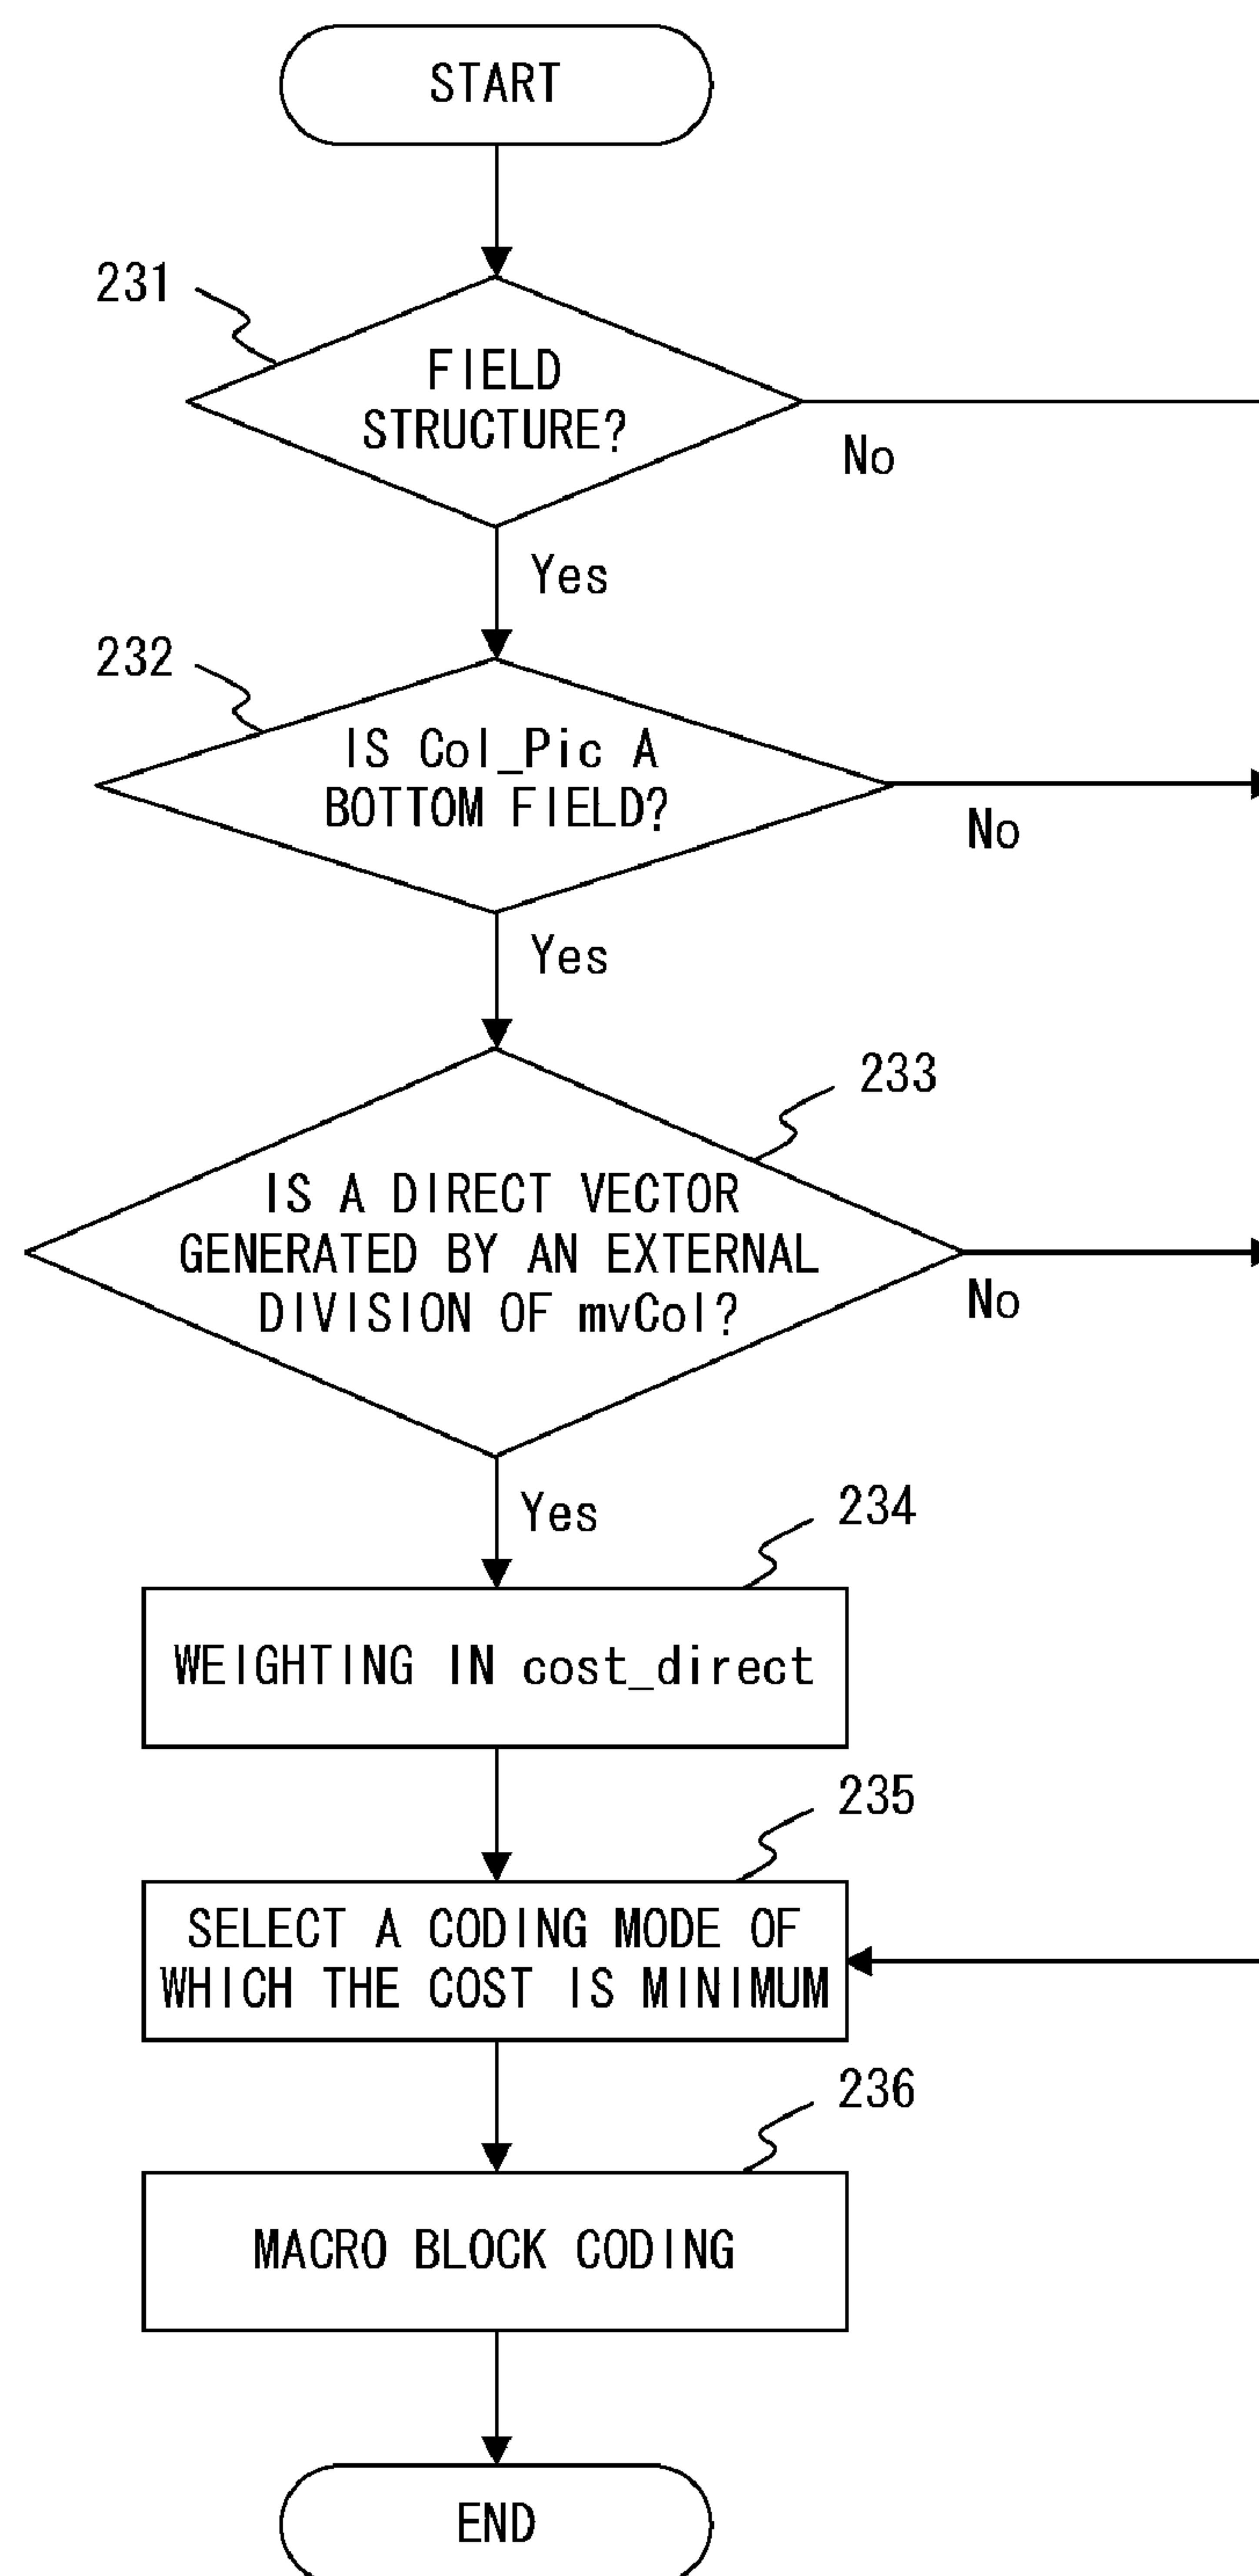 START
231
FIELD
STRUCTURE?
No
Yes
232
IS Col_Pic A
BOTTOM FIELD?
No
Yes
233
IS A DIRECT VECTOR
GENERATED BY AN EXTERNAL
DIVISION OF mvCol?
No
Yes
234
WEIGHTING IN cost_direct
235
SELECT A CODING MODE OF
WHICH THE COST IS MINIMUM
236
MACRO BLOCK CODING
END